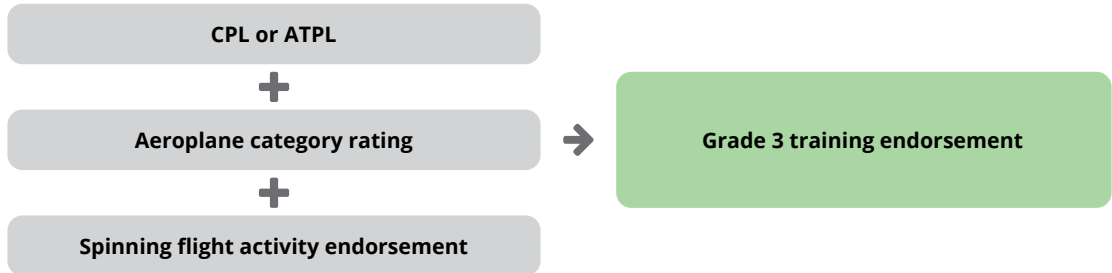 CPL or ATPL
Aeroplane category rating
Grade 3 training endorsement
Spinning flight activity endorsement